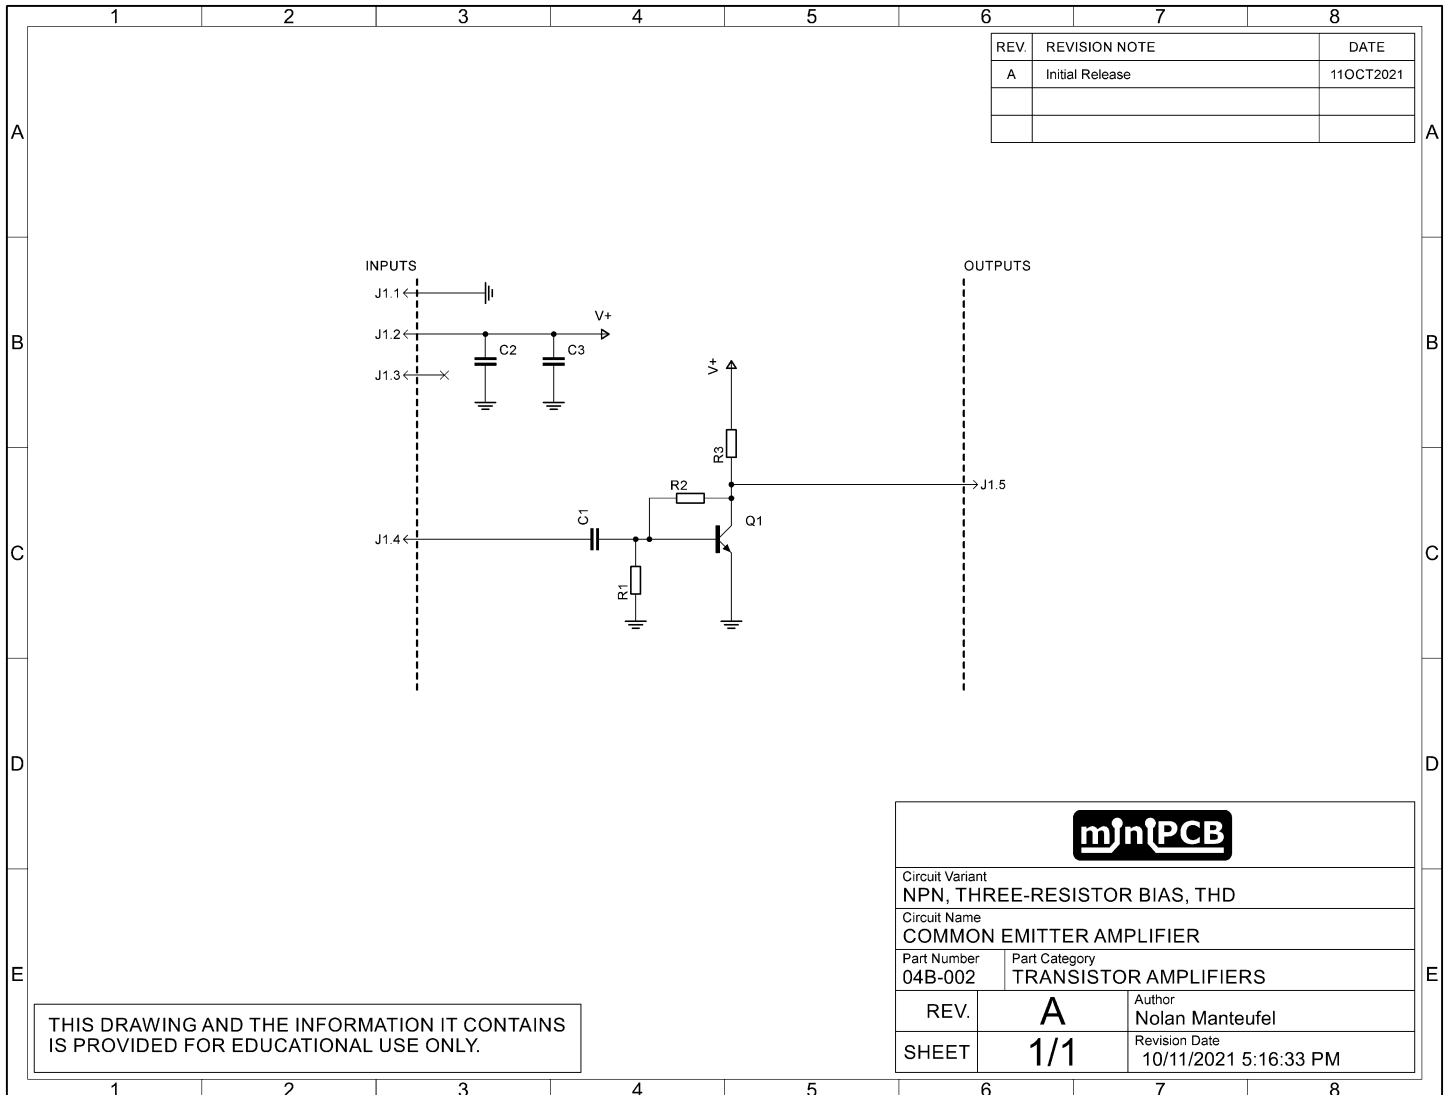 1 2 3 4 5 6 7 8
REV. REVISION NOTE DATE
A Initial Release 11OCT2021
A A
INPUTS OUTPUTS
J1.1
V+
J1.2
B B
C2 C3
J1.3
V+
R3
R2 J1.5
C1 Q1
J1.4
C C
R1
D D
miniPCB
Circuit Variant
NPN, THREE-RESISTOR BIAS, THD
Circuit Name
COMMON EMITTER AMPLIFIER
Part Number Part Category
04B-002 TRANSISTOR AMPLIFIERS
E E
REV. A Author
Nolan Manteufel
SHEET 1/1 Revision Date
10/11/2021 5:16:33 PM
THIS DRAWING AND THE INFORMATION IT CONTAINS
IS PROVIDED FOR EDUCATIONAL USE ONLY.
1 2 3 4 5 6 7 8